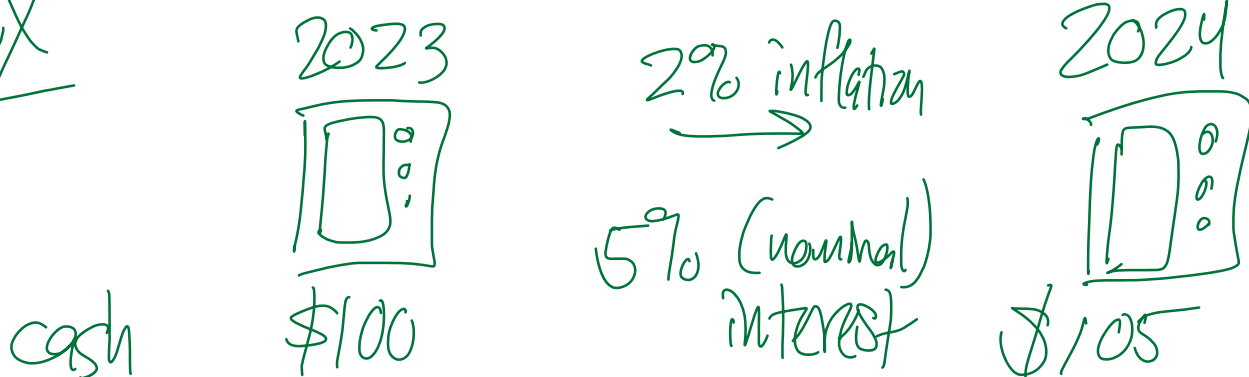 X
2023
2% inflation
2024
5% (nominal)
interest
cash
$100
$105